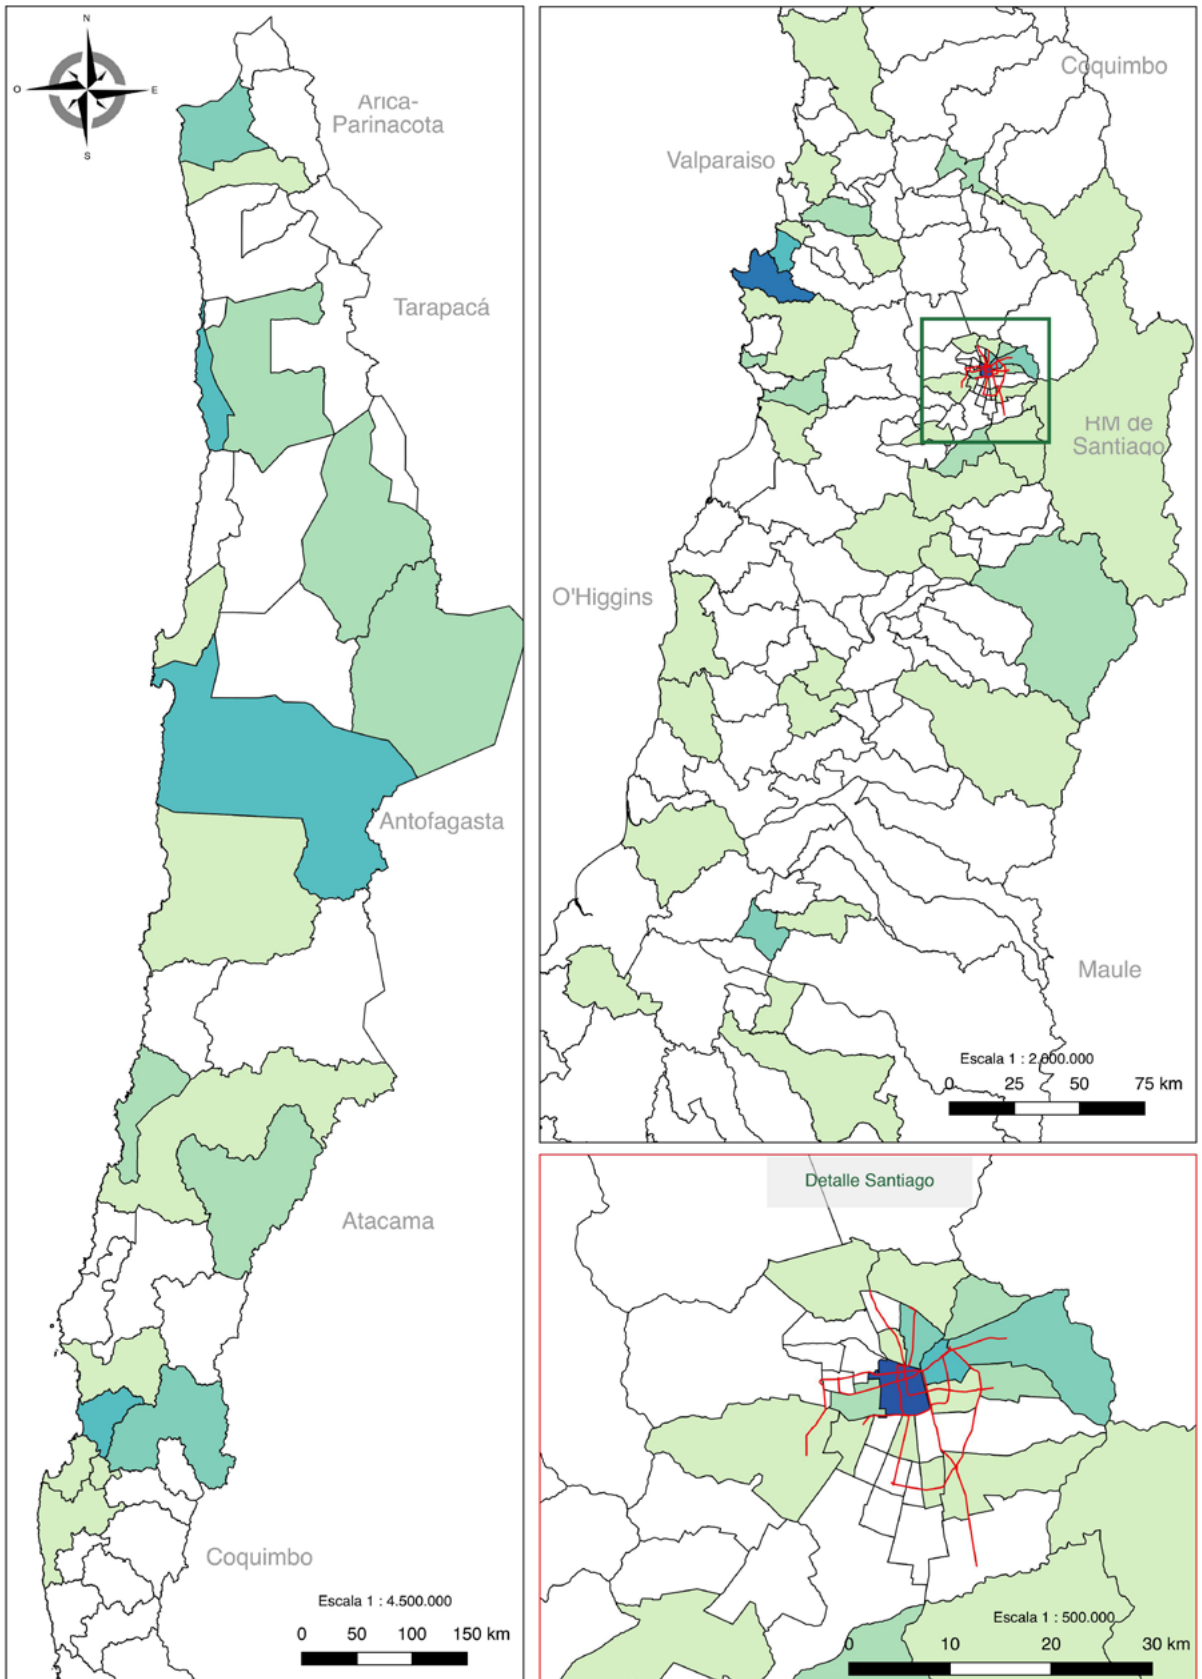 N
O
E
S
Arica-
Parinacota
Tarapacá
Antofagasta
Atacama
Coquimbo
Escala 1 : 4.500.000
0 50 100 150 km
Coquimbo
Valparaiso
RM de
Santiago
O'Higgins
Maule
Escala 1 : 2.000.000
0 25 50 75 km
Detalle Santiago
Escala 1 : 500.000
0 10 20 30 km